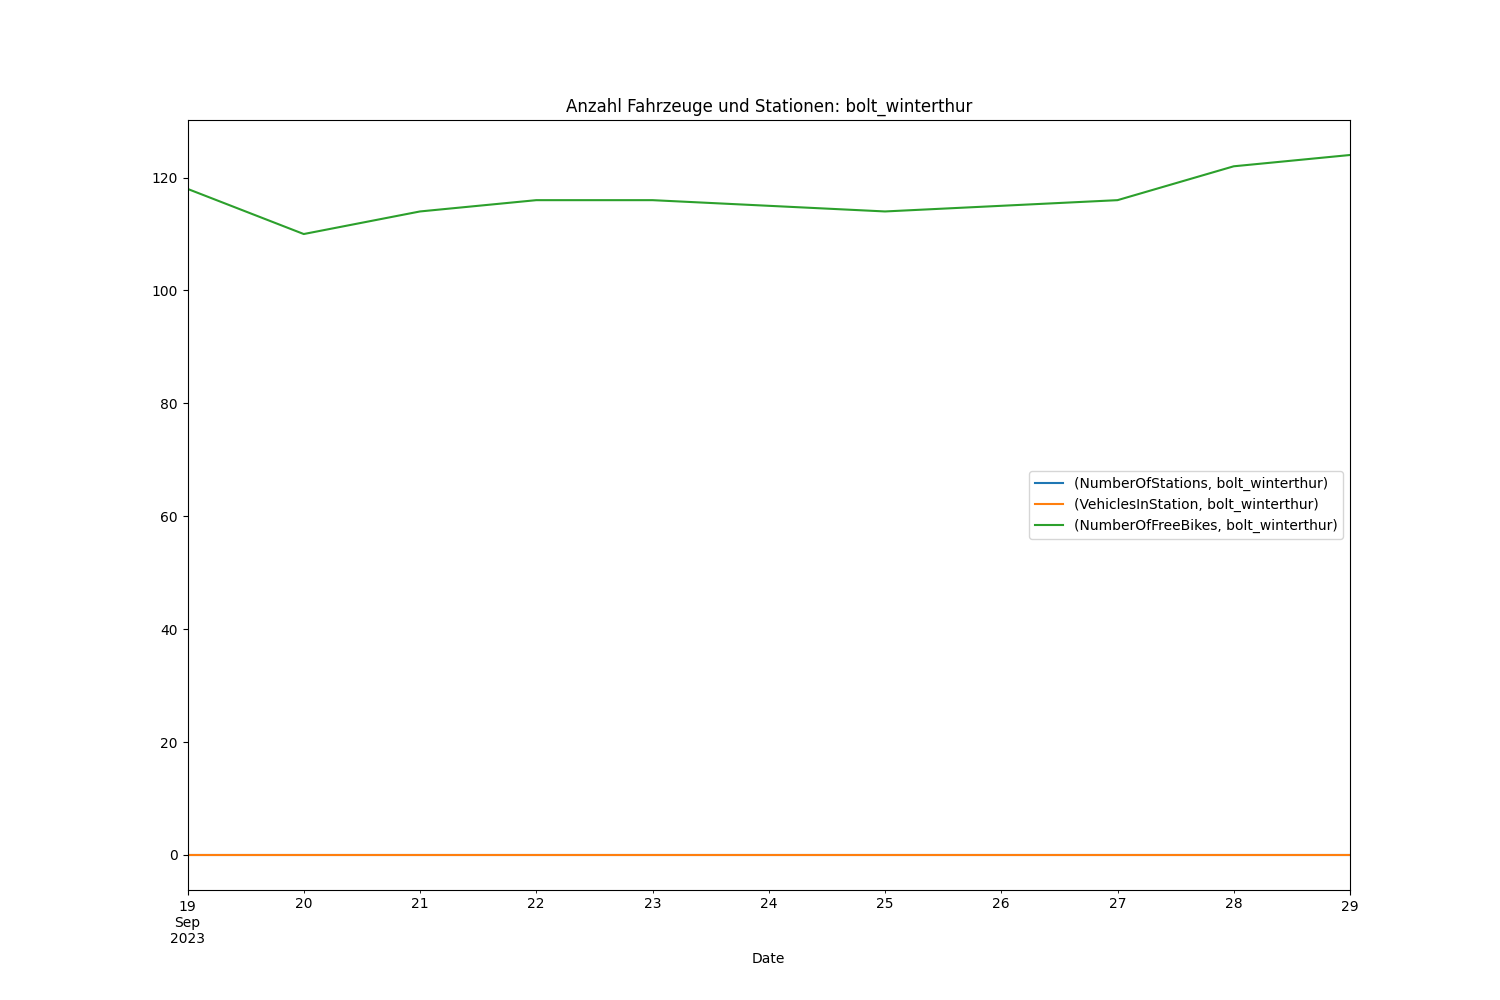 Anzahl Fahrzeuge und Stationen: bolt_winterthur
120
100
80
60
40
20
0
(NumberOfStations, bolt_winterthur)
(VehiclesInStation, bolt_winterthur)
(NumberOfFreeBikes, bolt_winterthur)
19 20 21 22 23 24 25 26 27 28 29
Sep
2023
Date